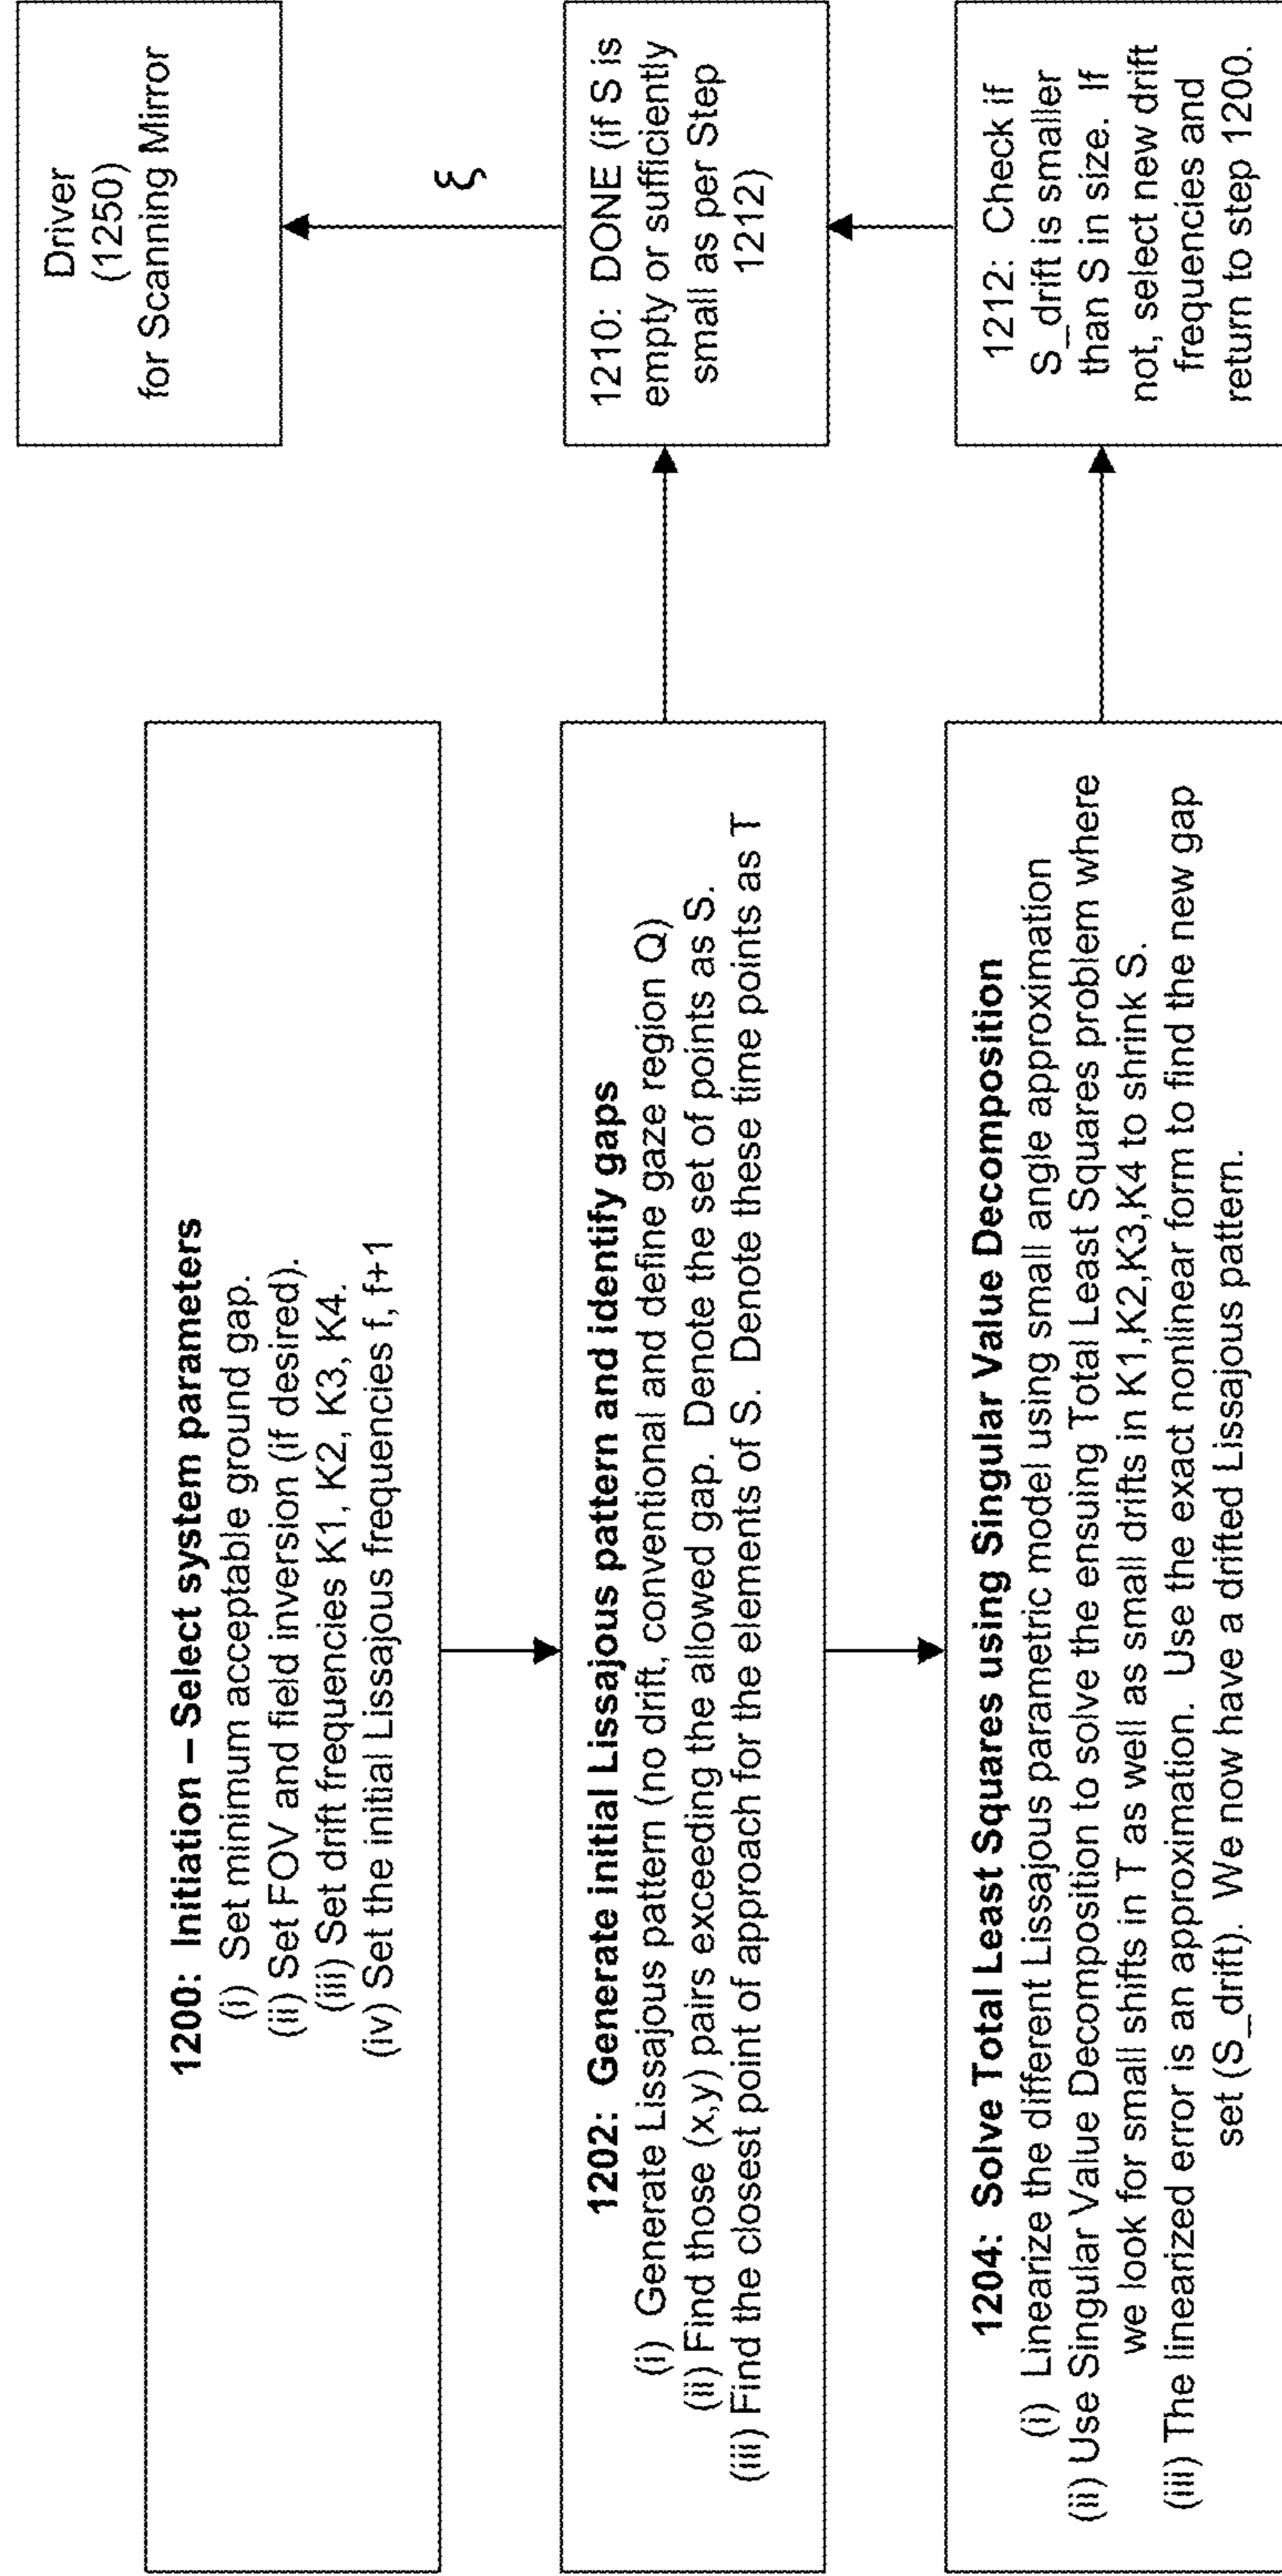 1200: Initiation – Select system parameters
(i) Set minimum acceptable ground gap.
(ii) Set FOV and field inversion (if desired).
(iii) Set drift frequencies K1, K2, K3, K4.
(iv) Set the initial Lissajous frequencies f, f+1
1202: Generate initial Lissajous pattern and identify gaps
(i) Generate Lissajous pattern (no drift, conventional and define gaze region Q)
(ii) Find those (x,y) pairs exceeding the allowed gap. Denote the set of points as S.
(iii) Find the closest point of approach for the elements of S. Denote these time points as T
1204: Solve Total Least Squares using Singular Value Decomposition
(i) Linearize the different Lissajous parametric model using small angle approximation
(ii) Use Singular Value Decomposition to solve the ensuing Total Least Squares problem where
we look for small shifts in T as well as small drifts in K1,K2,K3,K4 to shrink S.
(iii) The linearized error is an approximation. Use the exact nonlinear form to find the new gap
set (S_drift). We now have a drifted Lissajous pattern.
Driver
(1250)
for Scanning Mirror
ξ
1210: DONE (if S is
empty or sufficiently
small as per Step
1212)
1212: Check if
S_drift is smaller
than S in size. If
not, select new drift
frequencies and
return to step 1200.